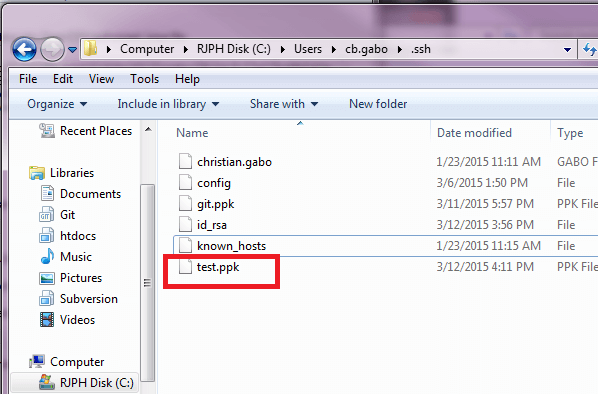 Computer RJPH Disk (C:) Users cb.gabo .ssh
File Edit View Tools Help
Organize Include in library Share with New folder
Recent Places
Libraries
Documents
Git
htdocs
Music
Pictures
Subversion
Videos
Computer
RJPH Disk (C:)
Name Date modified Type
christian.gabo 1/23/2015 11:11 AM GABO F
config 3/6/2015 1:50 PM File
git.ppk 3/11/2015 5:57 PM PPK File
id_rsa 3/12/2015 3:56 PM File
known_hosts 1/23/2015 11:15 AM File
test.ppk 3/12/2015 4:11 PM PPK File